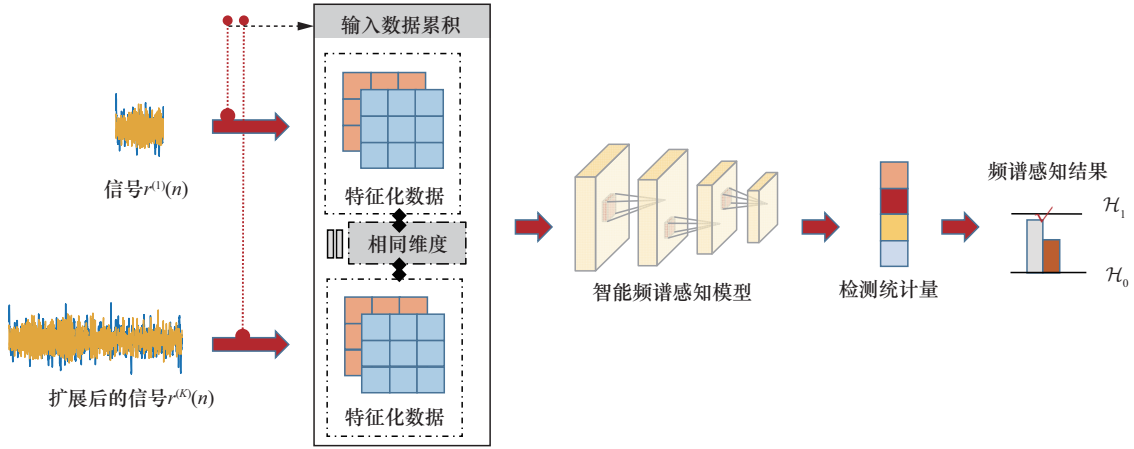 输入数据累积
特征化数据
信号r⁽¹⁾(n)
相同维度
特征化数据
扩展后的信号r⁽ᴷ⁾(n)
智能频谱感知模型
检测统计量
频谱感知结果
ℋ₁
ℋ₀